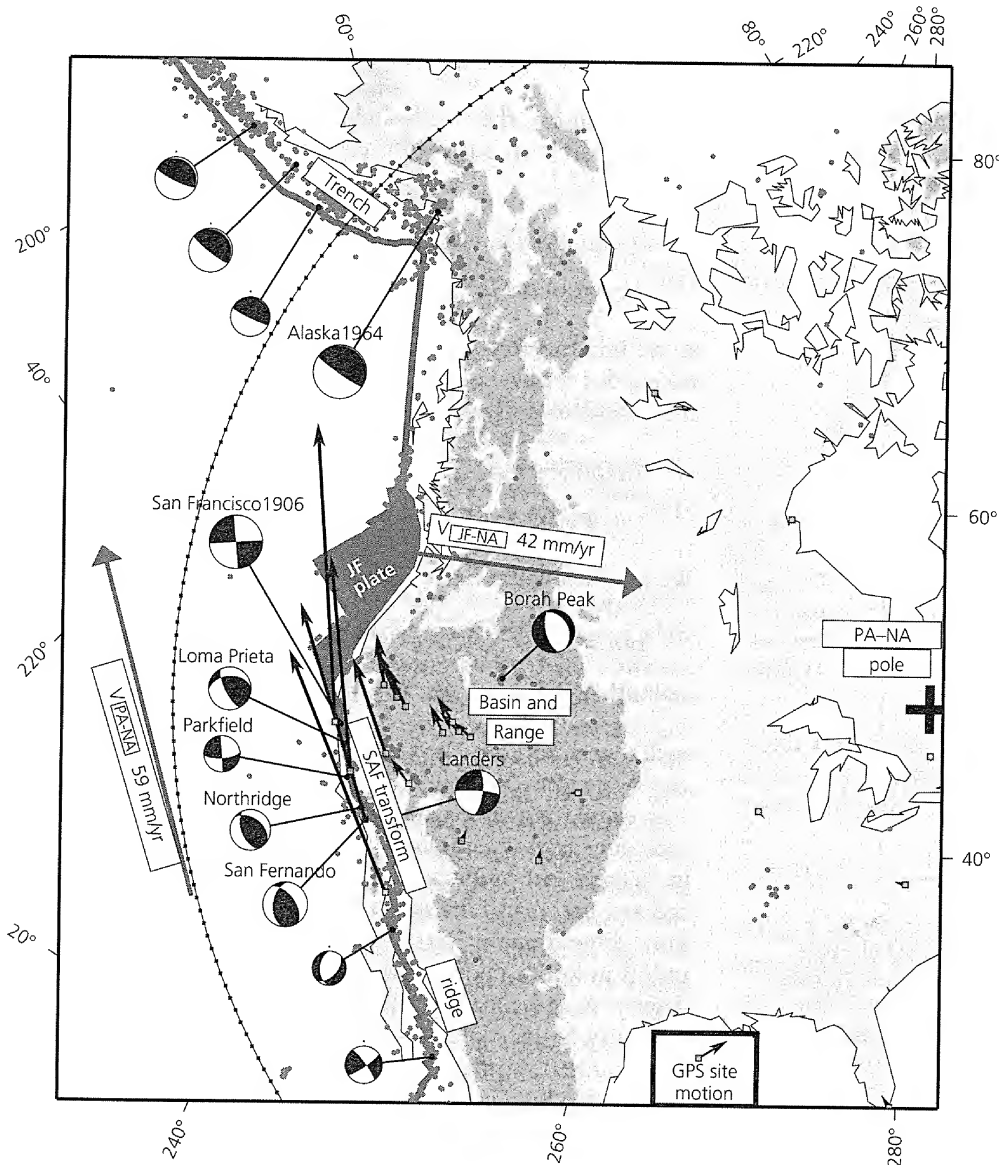 60°
80°
220°
240°
260°
280°
80°
200°
Trench
Alaska1964
40°
San Francisco1906
V JF-NA 42 mm/yr
60°
JF
plate
Borah Peak
PA–NA
pole
220°
Loma Prieta
Basin and
Range
Parkfield
V PA-NA 59 mm/yr
Landers
SAF transform
Northridge
San Fernando
40°
20°
ridge
GPS site
motion
240°
260°
280°